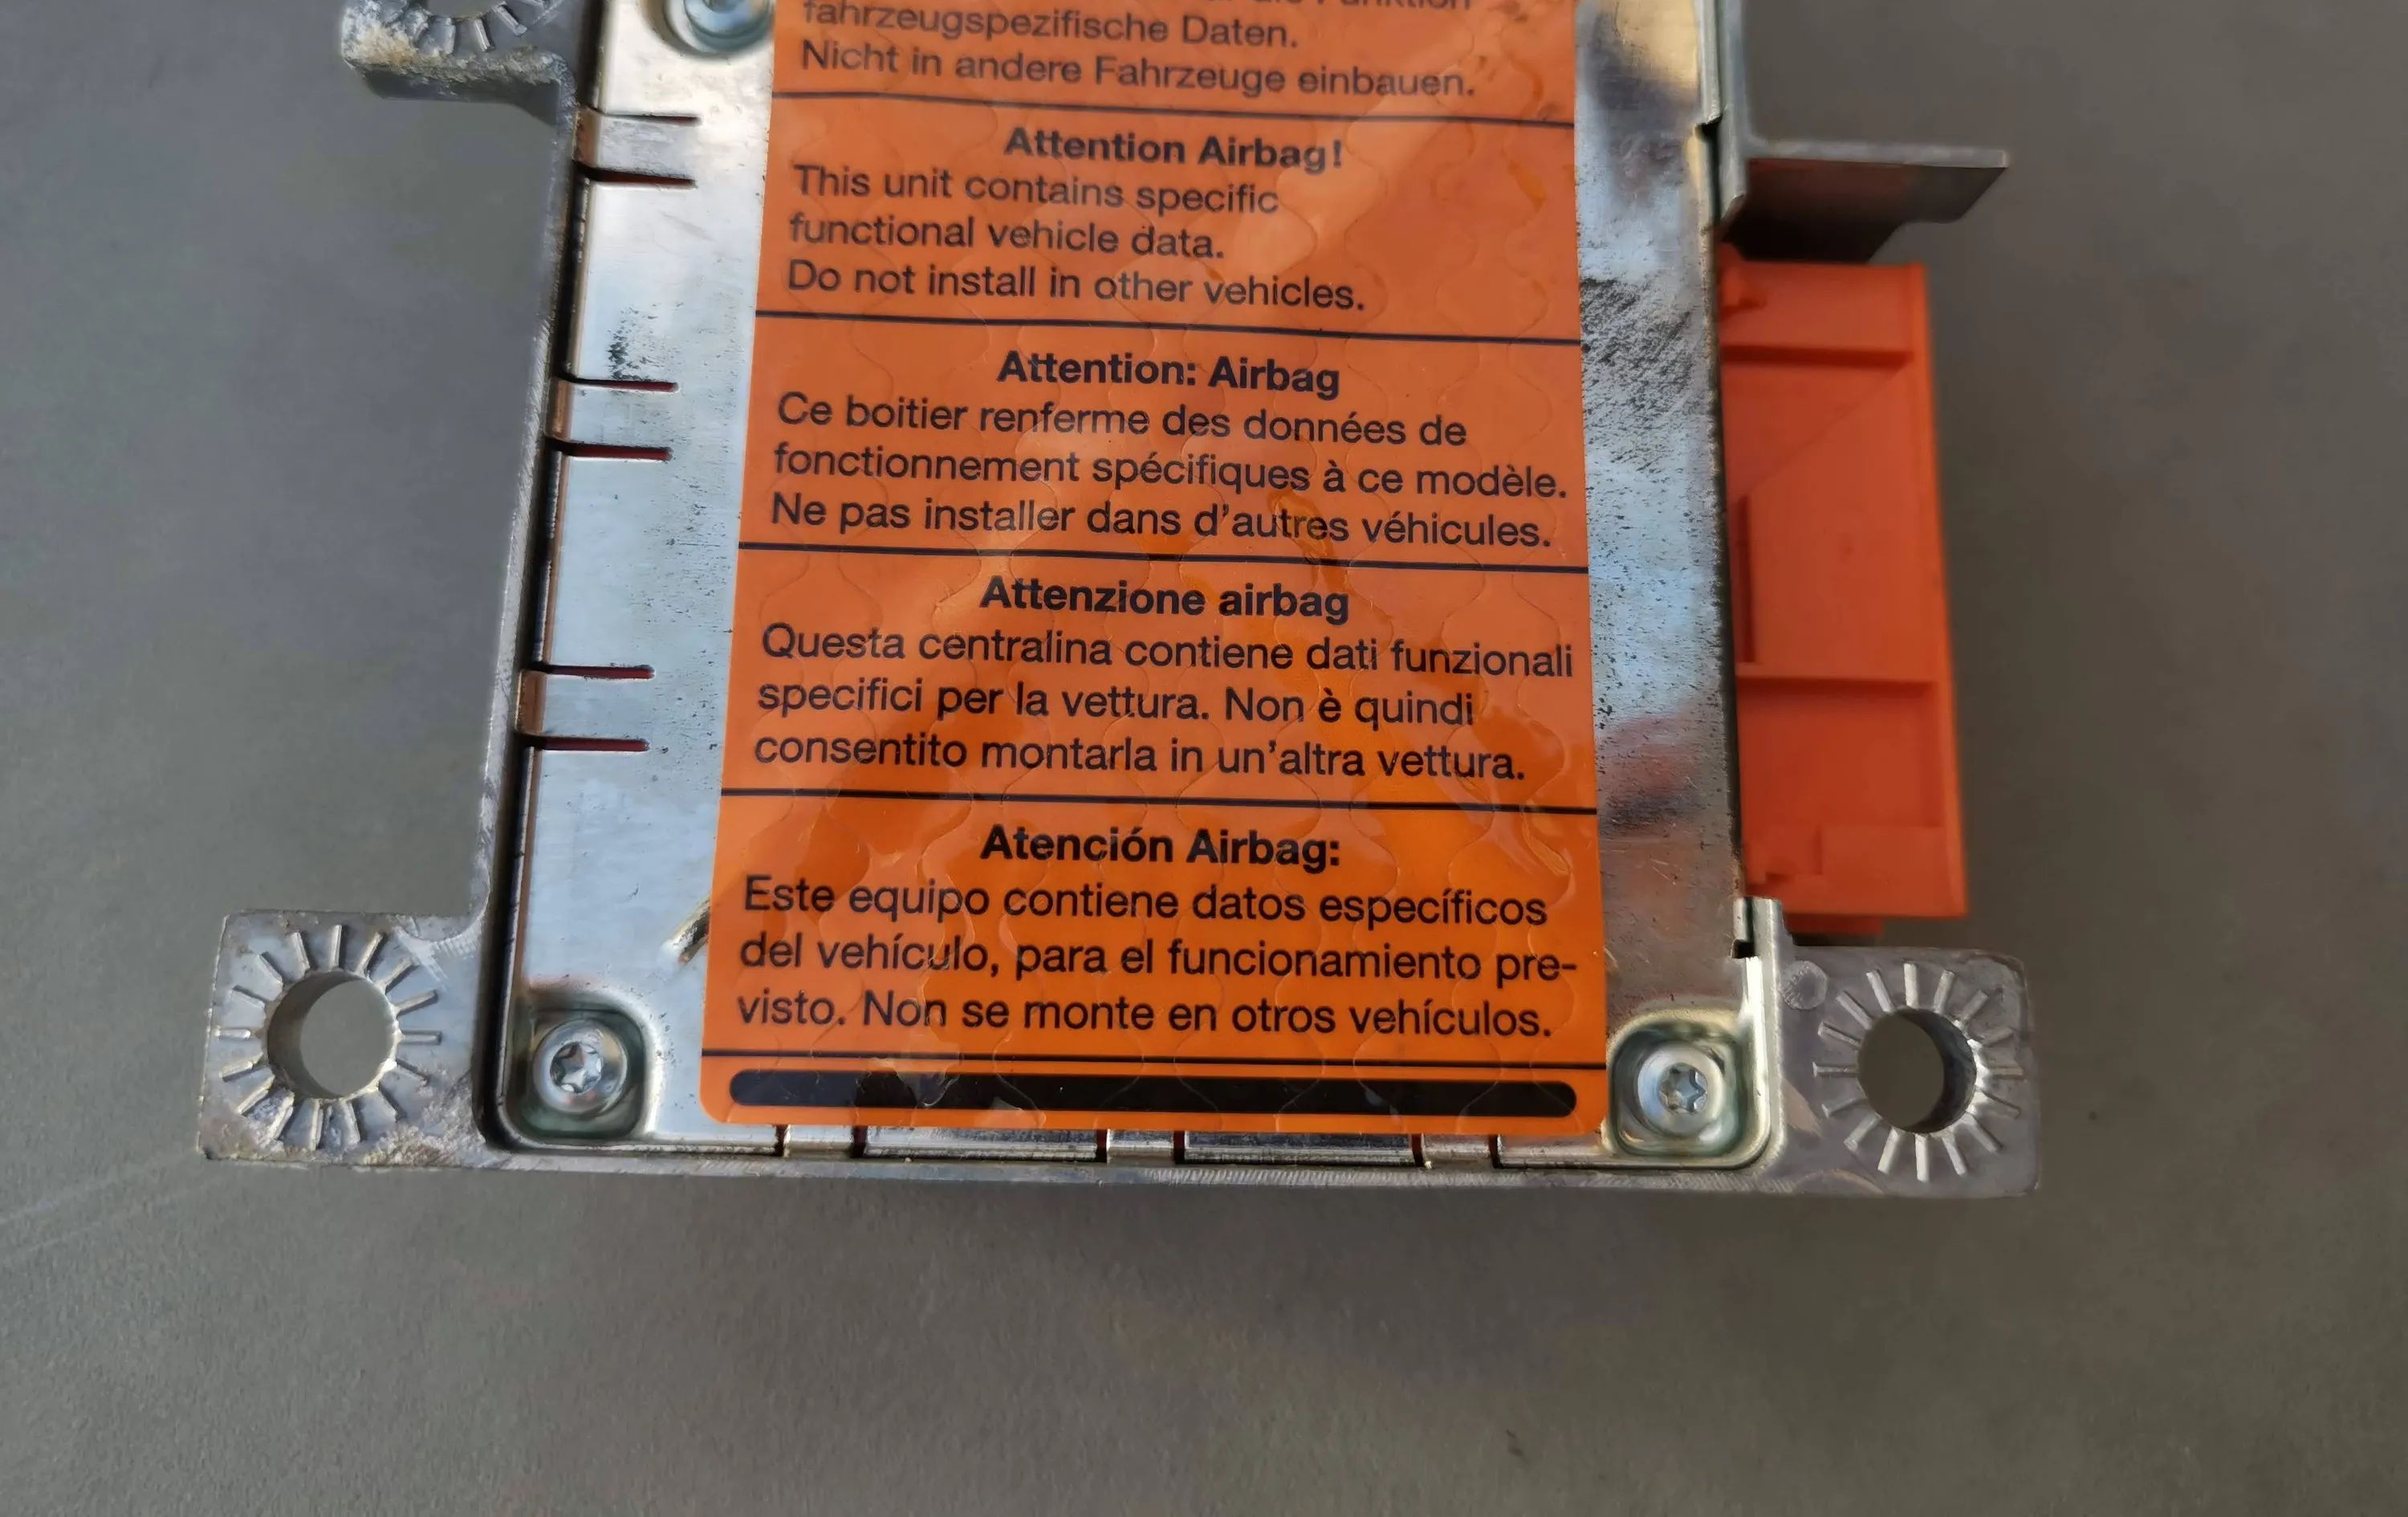 Funktion
fahrzeugspezifische Daten.
Nicht in andere Fahrzeuge einbauen.
Attention Airbag!
This unit contains specific
functional vehicle data.
Do not install in other vehicles.
Attention: Airbag
Ce boitier renferme des données de
fonctionnement spécifiques à ce modèle.
Ne pas installer dans d'autres véhicules.
Attenzione airbag
Questa centralina contiene dati funzionali
specifici per la vettura. Non è quindi
consentito montarla in un'altra vettura.
Atención Airbag:
Este equipo contiene datos específicos
del vehículo, para el funcionamiento pre-
visto. Non se monte en otros vehículos.